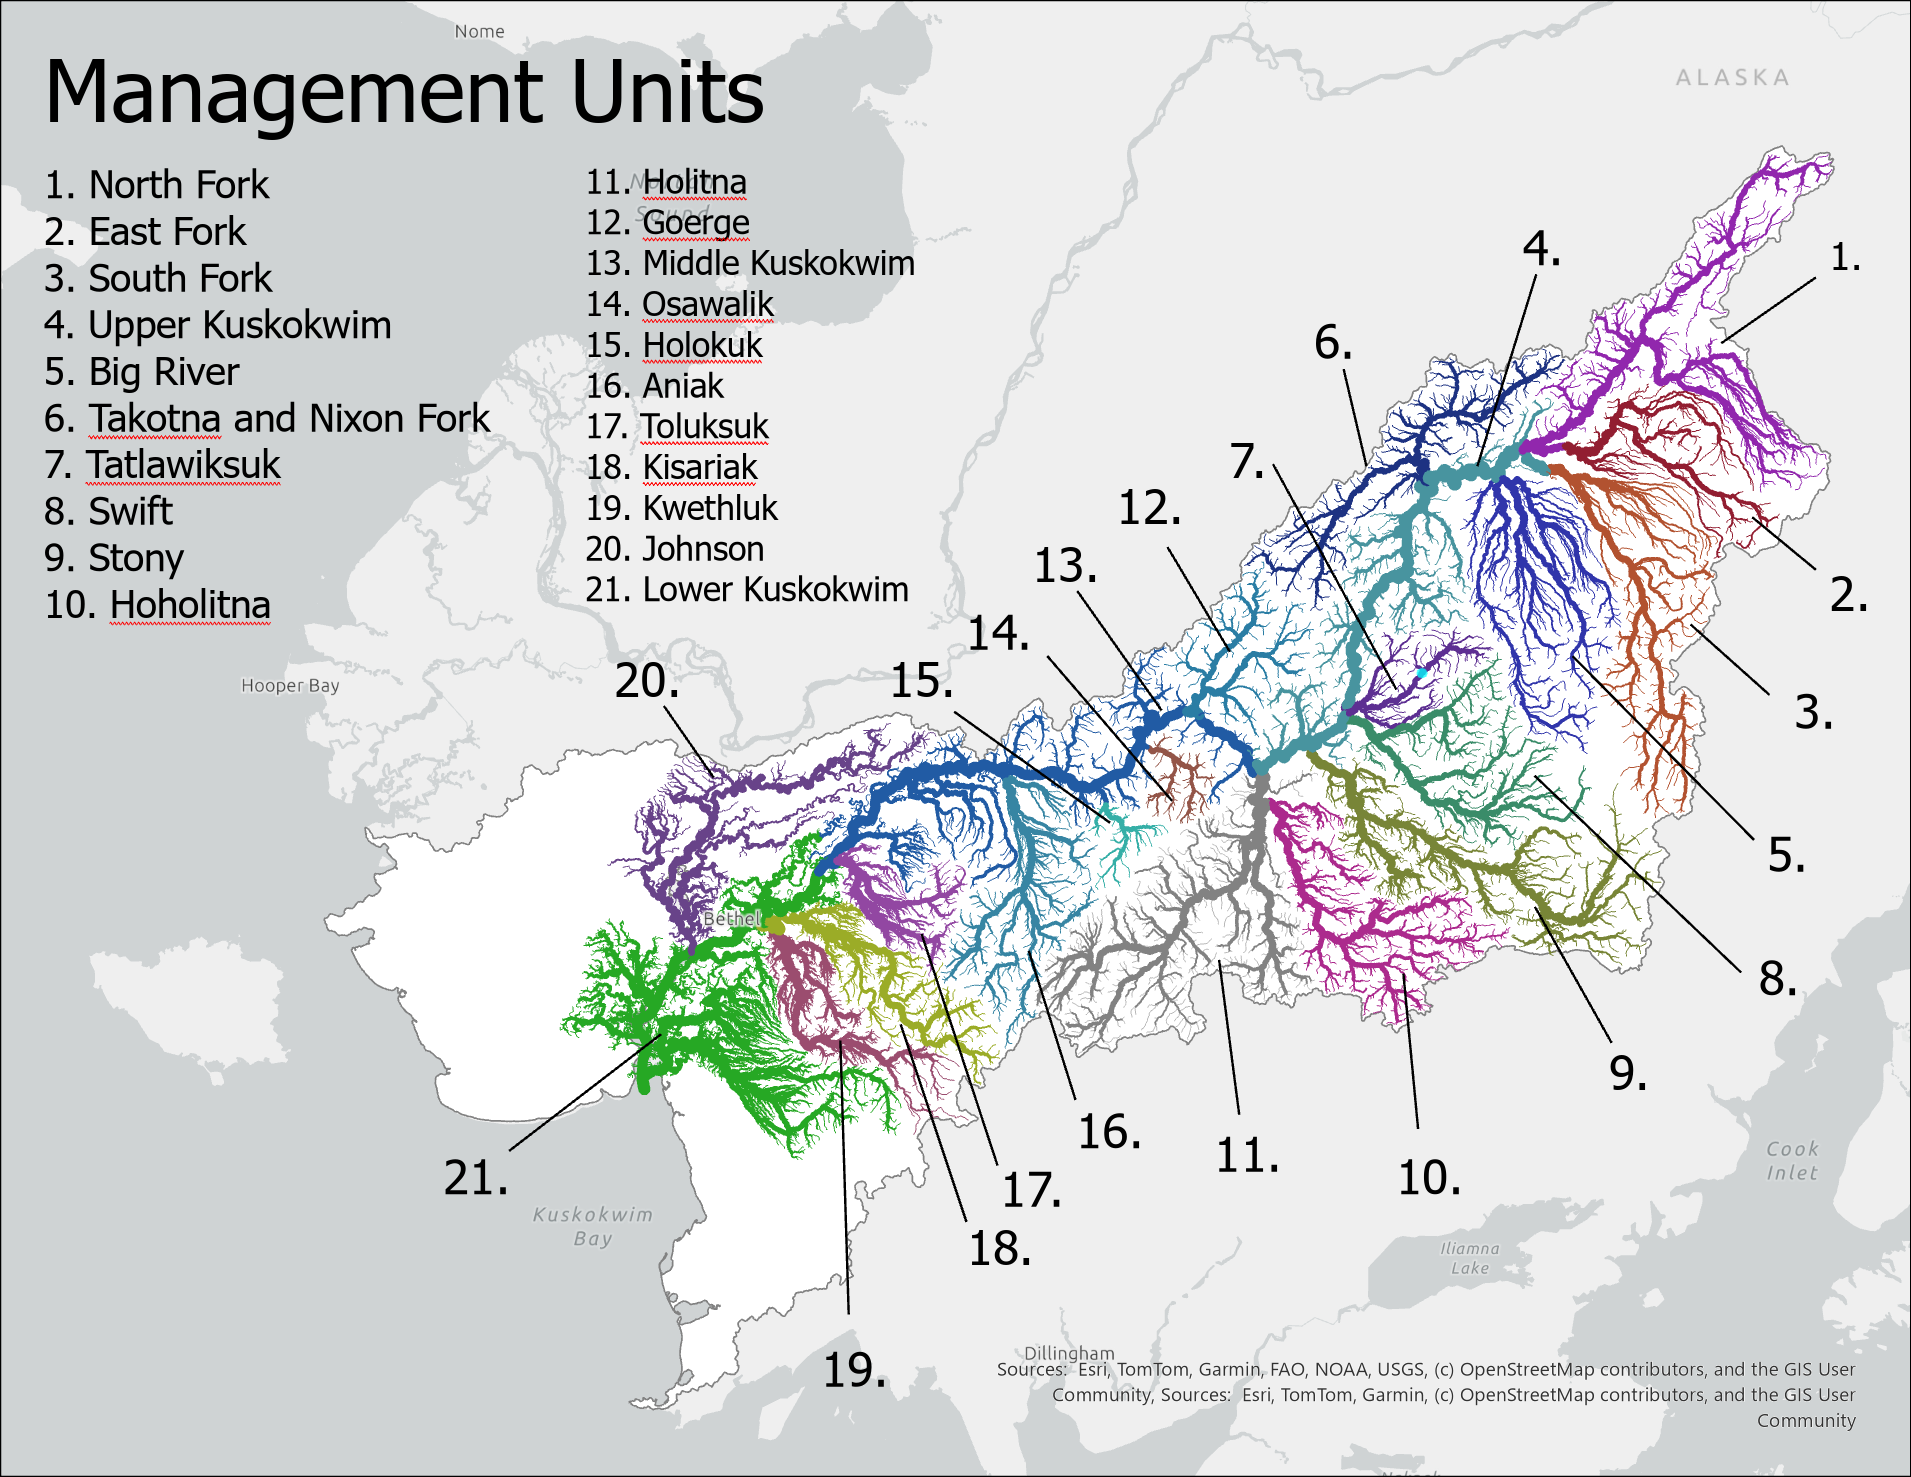 Nome
ALASKA
Management Units
1. North Fork
2. East Fork
3. South Fork
4. Upper Kuskokwim
5. Big River
6. Takotna and Nixon Fork
7. Tatlawiksuk
8. Swift
9. Stony
10. Hoholitna
11. Holitna
12. Goerge
13. Middle Kuskokwim
14. Osawalik
15. Holokuk
16. Aniak
17. Toluksuk
18. Kisariak
19. Kwethluk
20. Johnson
21. Lower Kuskokwim
Norton
Sound
4.
1.
6.
7.
12.
13.
2.
14.
20.
15.
Hooper Bay
3.
5.
Bethel
8.
9.
16.
11.
10.
21.
17.
18.
19.
Kuskokwim
Bay
Cook
Inlet
Iliamna
Lake
Dillingham
Sources: Esri, TomTom, Garmin, FAO, NOAA, USGS, (c) OpenStreetMap contributors, and the GIS User
Community, Sources: Esri, TomTom, Garmin, (c) OpenStreetMap contributors, and the GIS User
Community